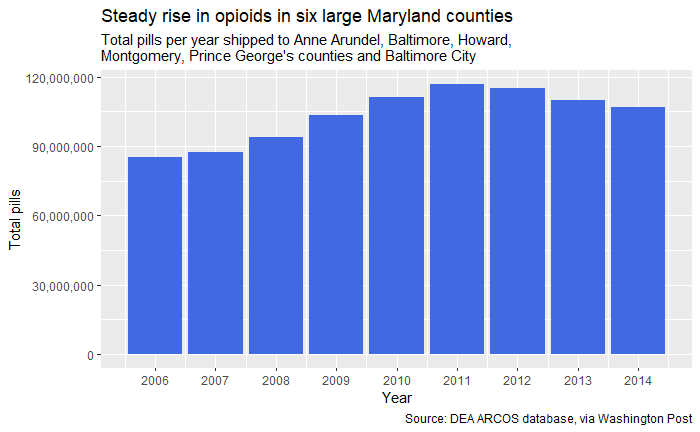 Steady rise in opioids in six large Maryland counties
Total pills per year shipped to Anne Arundel, Baltimore, Howard,
Montgomery, Prince George's counties and Baltimore City
120,000,000
90,000,000
60,000,000
30,000,000
0
Total pills
2006 2007 2008 2009 2010 2011 2012 2013 2014
Year
Source: DEA ARCOS database, via Washington Post